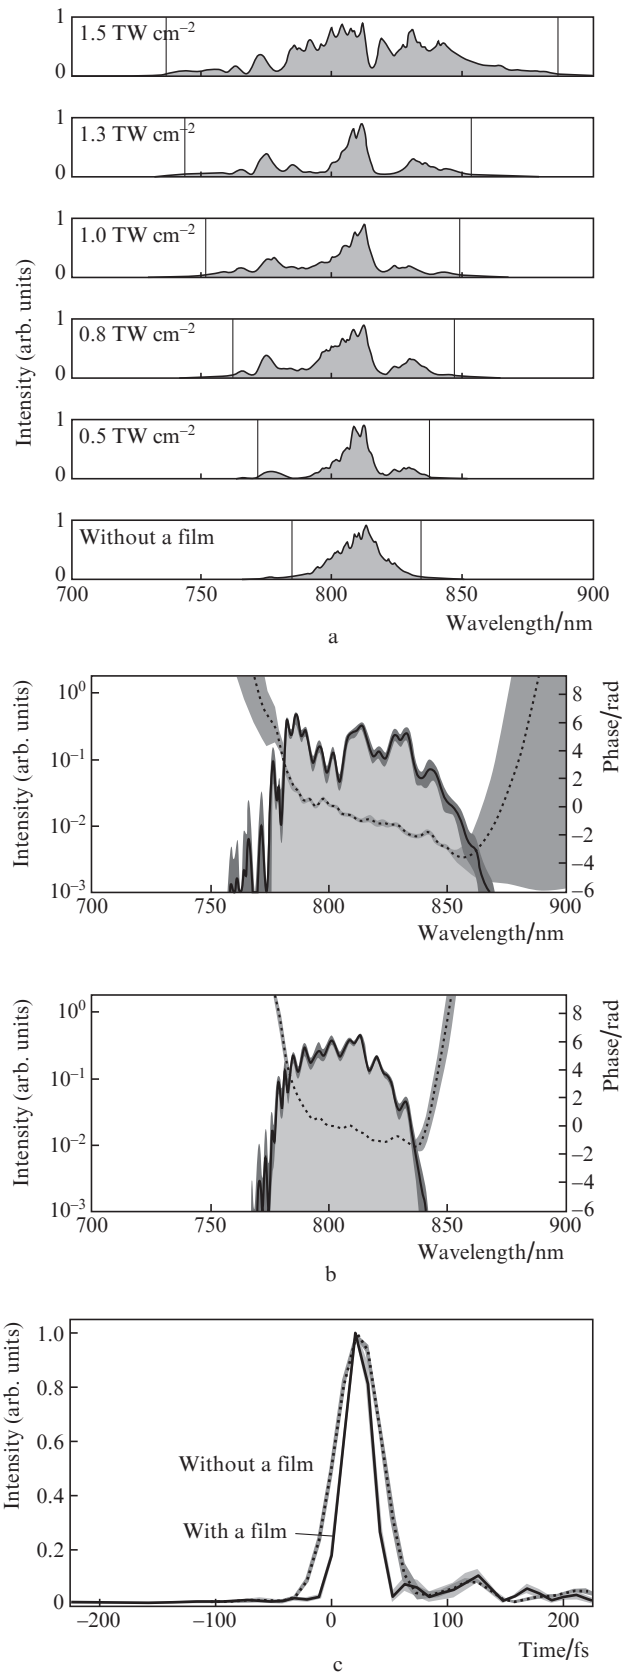 1
1.5 TW cm−2
0
1
1.3 TW cm−2
0
1
1.0 TW cm−2
0
1
0.8 TW cm−2
0
1
0.5 TW cm−2
0
1
Without a film
0
Intensity (arb. units)
700 750 800 850 900
Wavelength/nm
a
Intensity (arb. units)
10^0
10^−1
10^−2
10^−3
8
6
4
2
0
−2
−4
−6
Phase/rad
700 750 800 850 900
Wavelength/nm
Intensity (arb. units)
10^0
10^−1
10^−2
10^−3
8
6
4
2
0
−2
−4
−6
Phase/rad
700 750 800 850 900
Wavelength/nm
b
Intensity (arb. units)
1.0
0.8
0.6
0.4
0.2
0
Without a film
With a film
−200 −100 0 100 200
Time/fs
c